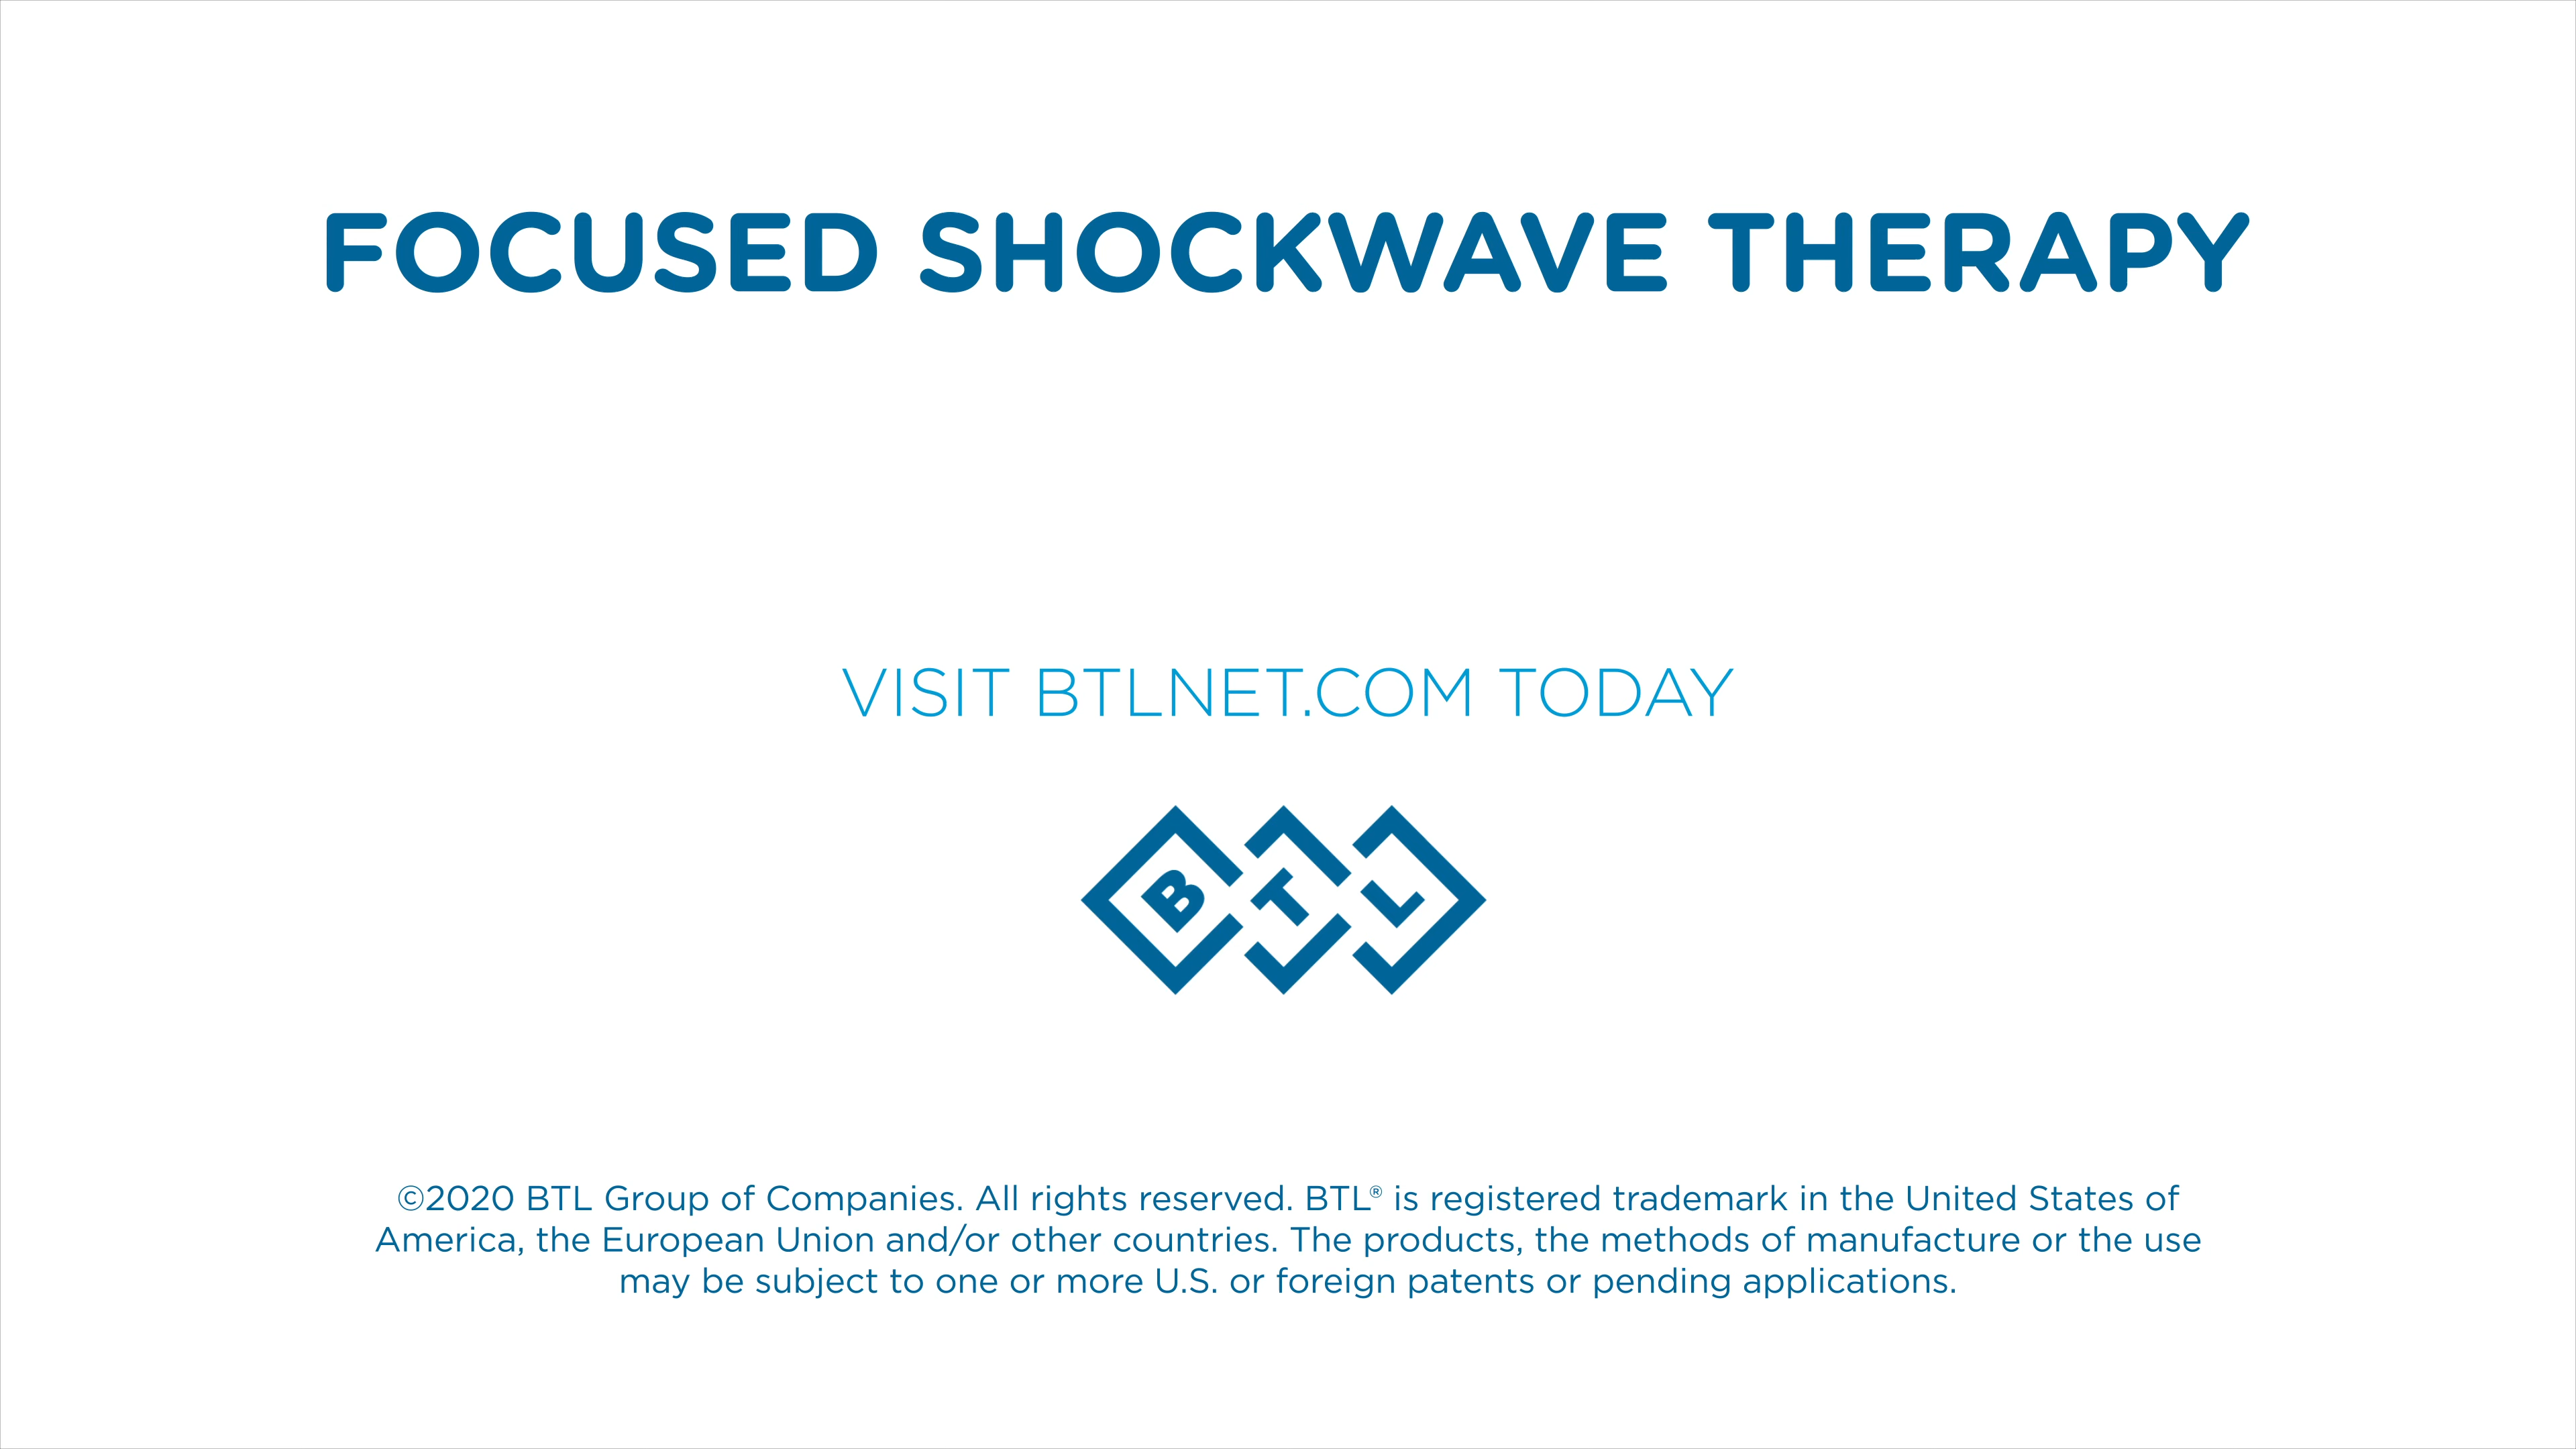 FOCUSED SHOCKWAVE THERAPY
VISIT BTLNET.COM TODAY
BTL
©2020 BTL Group of Companies. All rights reserved. BTL® is registered trademark in the United States of
America, the European Union and/or other countries. The products, the methods of manufacture or the use
may be subject to one or more U.S. or foreign patents or pending applications.